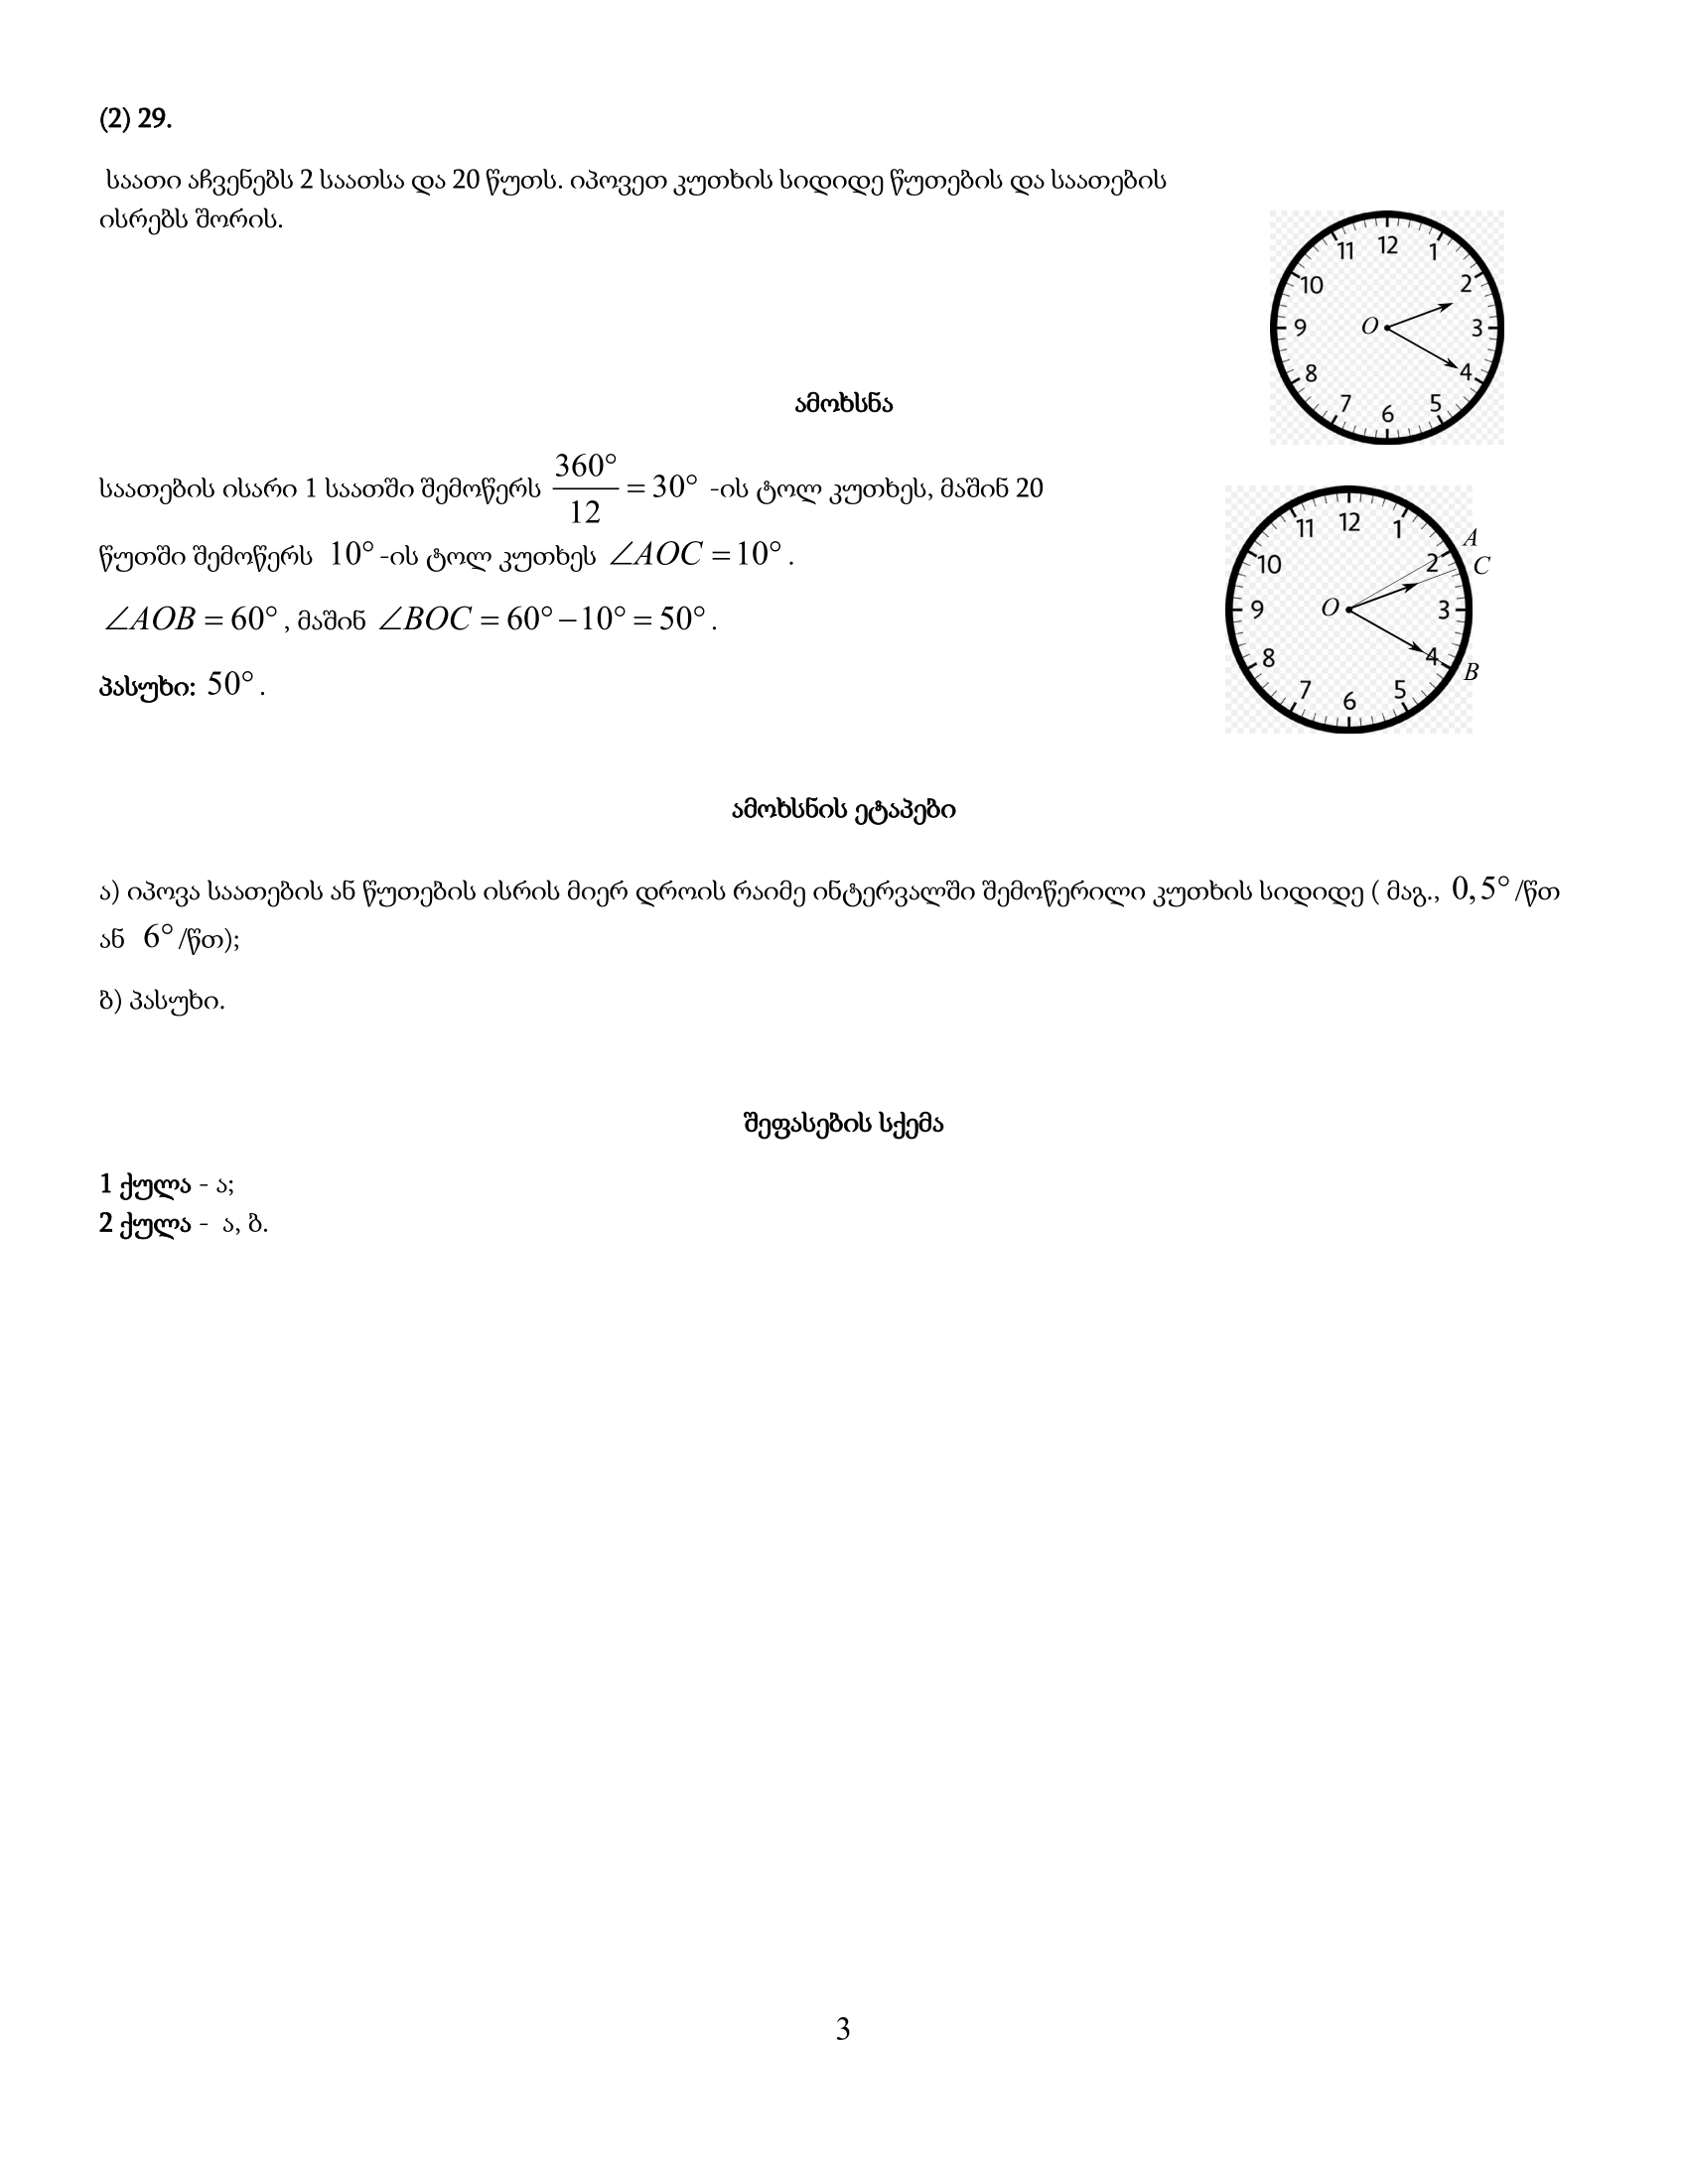 (2) 29.
საათი აჩვენებს 2 საათსა და 20 წუთს. იპოვეთ კუთხის სიდიდე წუთების და საათების
ისრებს შორის.
11 12 1
10 2
9 O 3
8 4
7 6 5
ამოხსნა
საათების ისარი 1 საათში შემოწერს 360°/12 = 30° -ის ტოლ კუთხეს, მაშინ 20
წუთში შემოწერს 10° -ის ტოლ კუთხეს ∠AOC = 10° .
∠AOB = 60° , მაშინ ∠BOC = 60° – 10° = 50° .
პასუხი: 50° .
11 12 1 A
10 2 C
9 O 3
8 4 B
7 6 5
ამოხსნის ეტაპები
ა) იპოვა საათების ან წუთების ისრის მიერ დროის რაიმე ინტერვალში შემოწერილი კუთხის სიდიდე ( მაგ., 0,5° /წთ
ან 6° /წთ);
ბ) პასუხი.
შეფასების სქემა
1 ქულა - ა;
2 ქულა - ა, ბ.
3